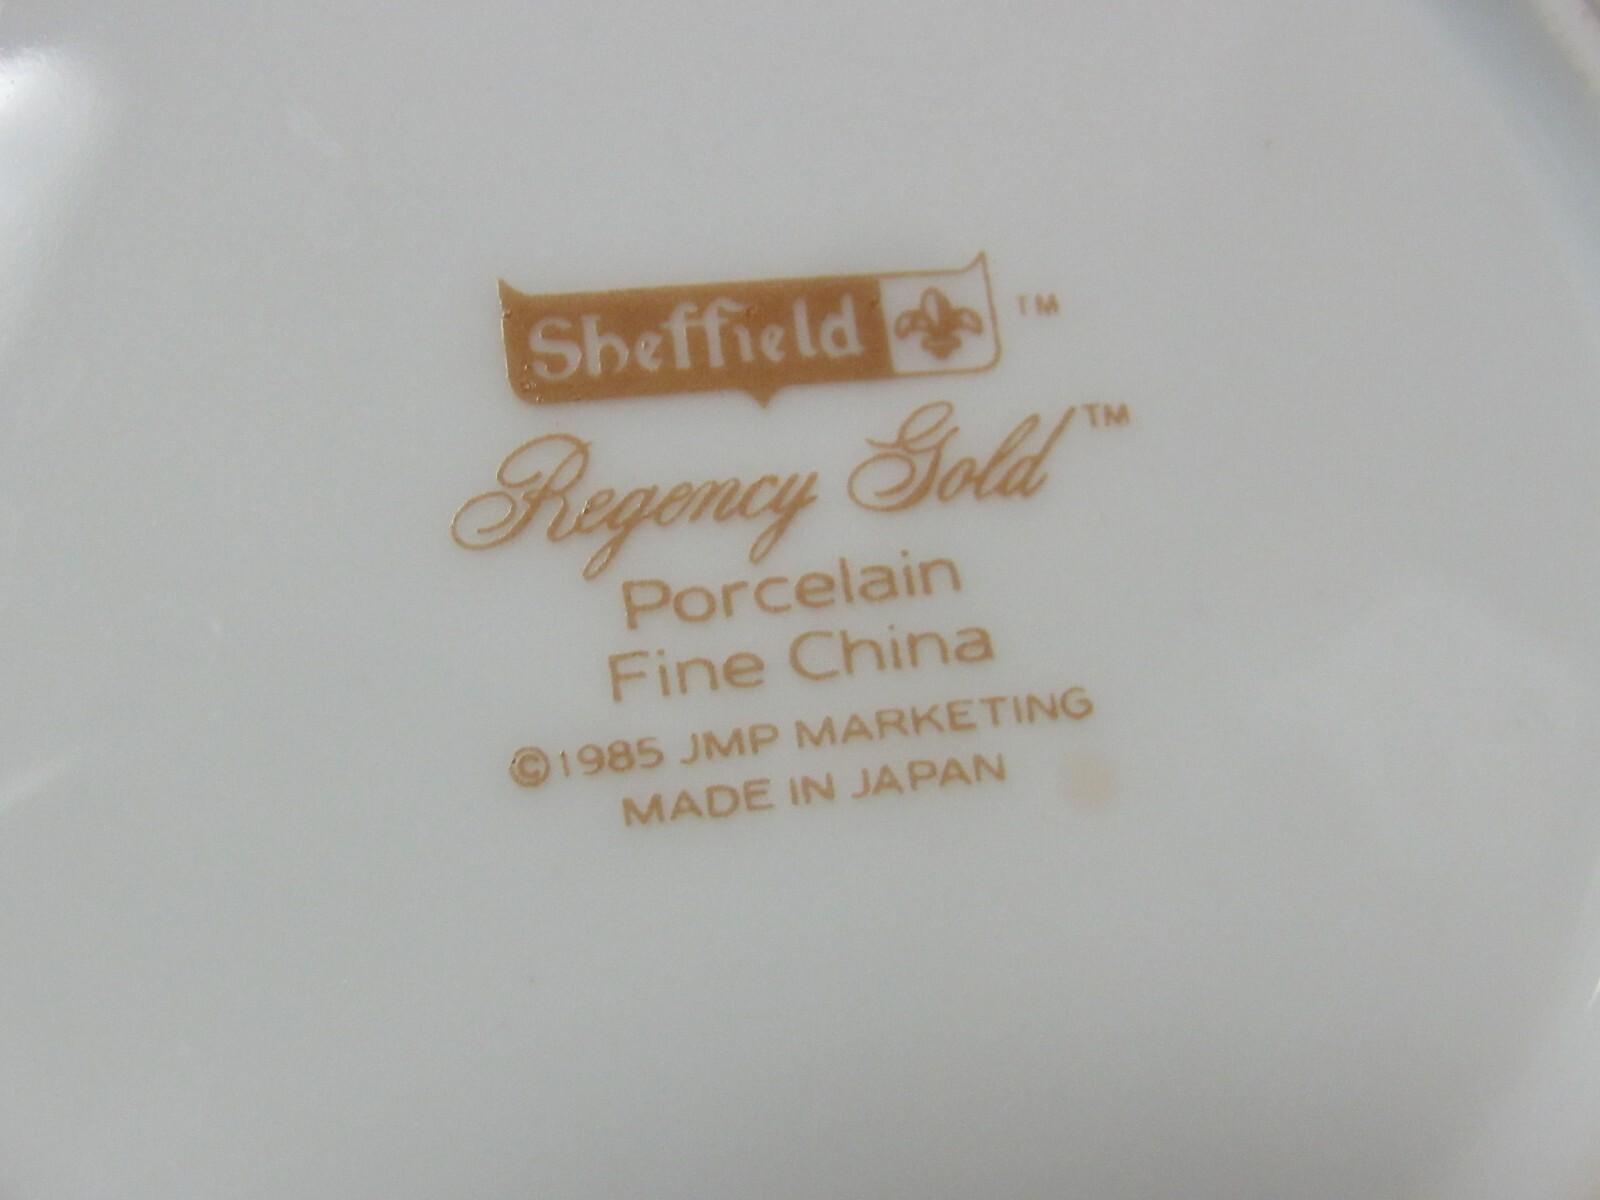 Sheffield ™
Regency Gold™
Porcelain
Fine China
©1985 JMP MARKETING
MADE IN JAPAN